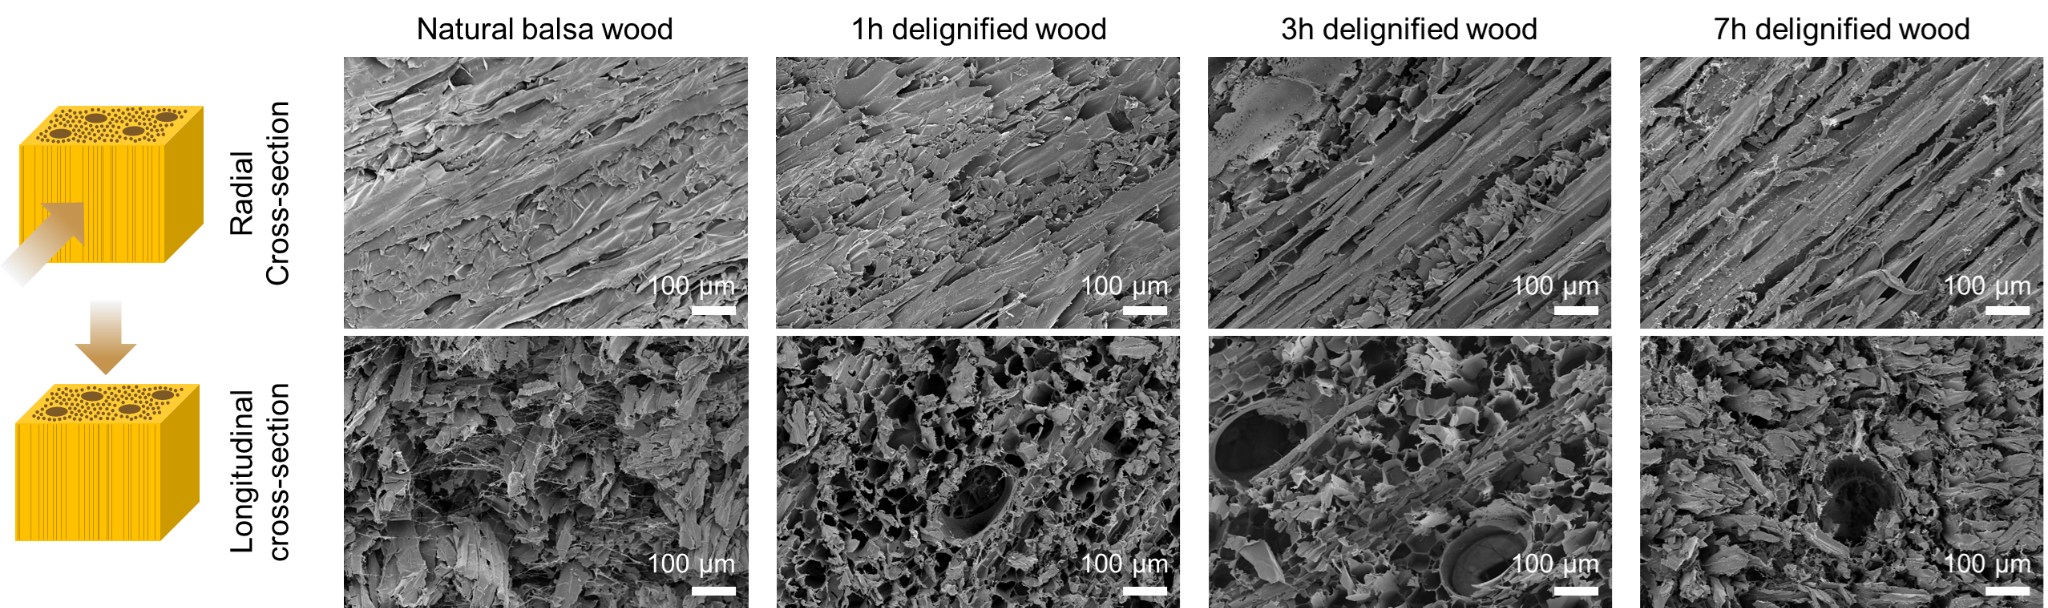 Natural balsa wood
1h delignified wood
3h delignified wood
7h delignified wood
Radial
Cross-section
100 µm
100 µm
100 µm
100 µm
Longitudinal
cross-section
100 µm
100 µm
100 µm
100 µm